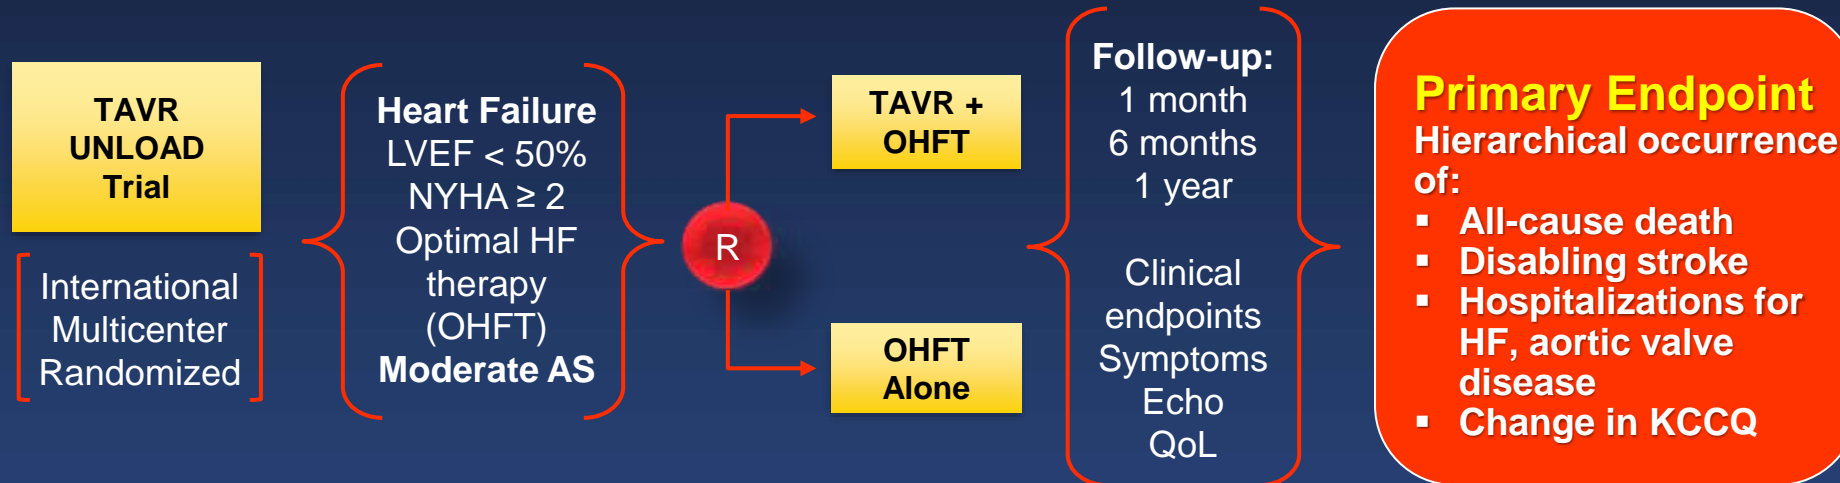 TAVR
UNLOAD
Trial
International
Multicenter
Randomized
Heart Failure
LVEF < 50%
NYHA ≥ 2
Optimal HF
therapy
(OHFT)
Moderate AS
R
TAVR +
OHFT
OHFT
Alone
Follow-up:
1 month
6 months
1 year
Clinical
endpoints
Symptoms
Echo
QoL
Primary Endpoint
Hierarchical occurrence
of:
▪ All-cause death
▪ Disabling stroke
▪ Hospitalizations for
HF, aortic valve
disease
▪ Change in KCCQ